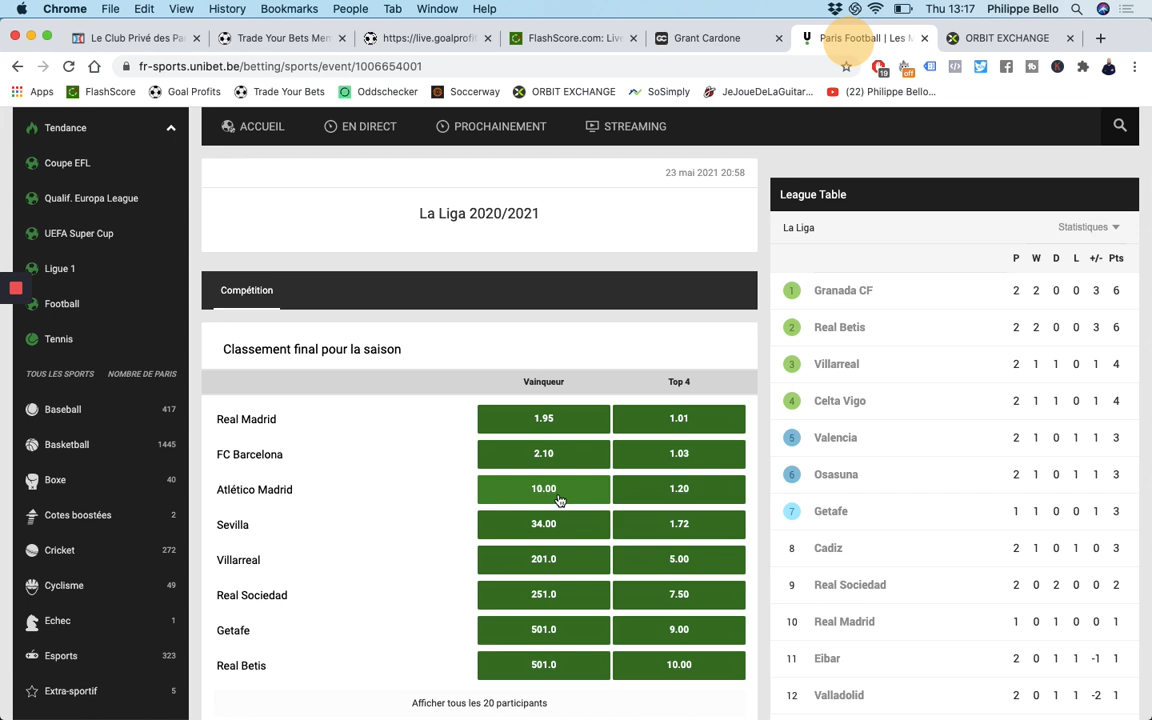 Chrome File Edit View History Bookmarks People Tab Window Help Thu 13:17 Philippe Bello
Le Club Privé des Pa Trade Your Bets Mem https://live.goalprofit FlashScore.com: Live Grant Cardone Paris Football | Les M ORBIT EXCHANGE
fr-sports.unibet.be/betting/sports/event/1006654001 19 off
Apps FlashScore Goal Profits Trade Your Bets Oddschecker Soccerway ORBIT EXCHANGE SoSimply JeJoueDeLaGuitar... (22) Philippe Bello...
Tendance
Coupe EFL
Qualif. Europa League
UEFA Super Cup
Ligue 1
Football
Tennis
TOUS LES SPORTS NOMBRE DE PARIS
Baseball 417
Basketball 1445
Boxe 40
Cotes boostées 2
Cricket 272
Cyclisme 49
Echec 1
Esports 323
Extra-sportif 5
ACCUEIL EN DIRECT PROCHAINEMENT STREAMING
23 mai 2021 20:58
La Liga 2020/2021
Compétition
Classement final pour la saison
Vainqueur Top 4
Real Madrid 1.95 1.01
FC Barcelona 2.10 1.03
Atlético Madrid 10.00 1.20
Sevilla 34.00 1.72
Villarreal 201.0 5.00
Real Sociedad 251.0 7.50
Getafe 501.0 9.00
Real Betis 501.0 10.00
Afficher tous les 20 participants
League Table
La Liga Statistiques
P W D L +/- Pts
1 Granada CF 2 2 0 0 3 6
2 Real Betis 2 2 0 0 3 6
3 Villarreal 2 1 1 0 1 4
4 Celta Vigo 2 1 1 0 1 4
5 Valencia 2 1 0 1 1 3
6 Osasuna 2 1 0 1 1 3
7 Getafe 1 1 0 0 1 3
8 Cadiz 2 1 0 1 0 3
9 Real Sociedad 2 0 2 0 0 2
10 Real Madrid 1 0 1 0 0 1
11 Eibar 2 0 1 1 -1 1
12 Valladolid 2 0 1 1 -2 1